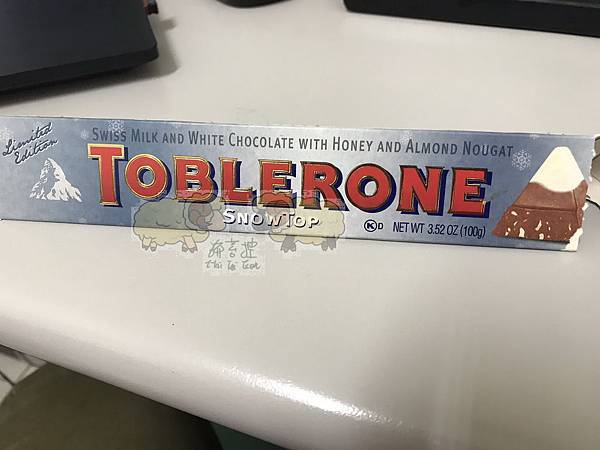 Limited
Edition
SWISS MILK AND WHITE CHOCOLATE WITH HONEY AND ALMOND NOUGAT
TOBLERONE
SNOWTOP
K D
NET WT 3.52 OZ (100g)